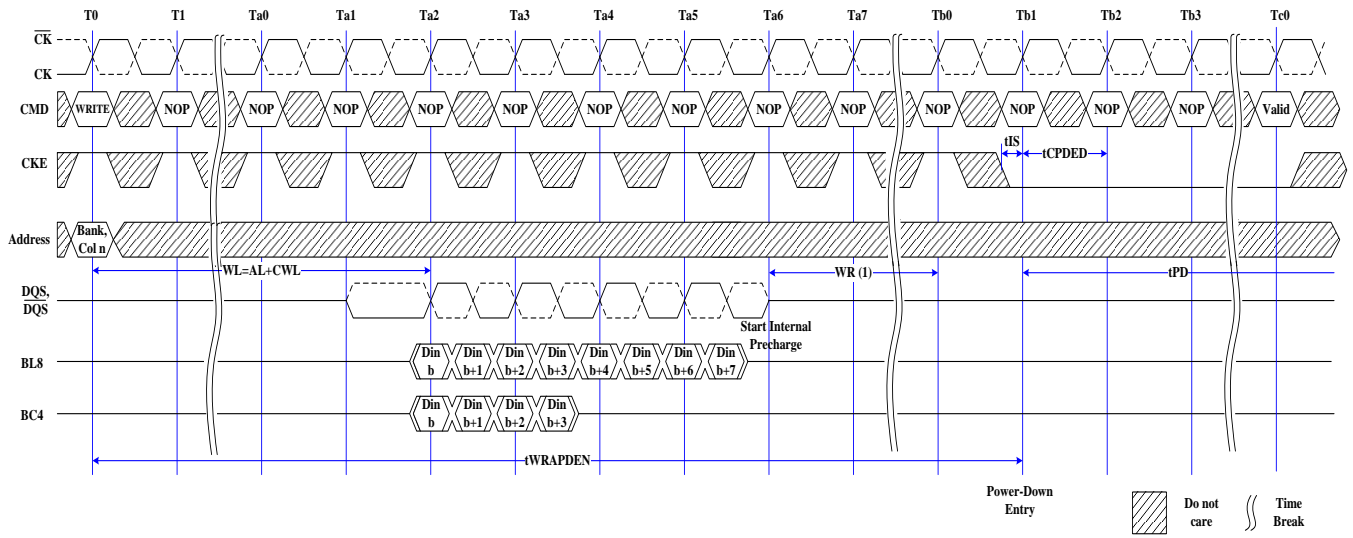 T0 T1 Ta0 Ta1 Ta2 Ta3 Ta4 Ta5 Ta6 Ta7 Tb0 Tb1 Tb2 Tb3 Tc0
CK
CK
CMD WRITE NOP NOP NOP NOP NOP NOP NOP NOP NOP NOP NOP NOP NOP Valid
tIS
CKE tCPDED
Address Bank,
Col n
WL=AL+CWL WR (1) tPD
DQS,
DQS
Start Internal
Precharge
BL8 Din Din Din Din Din Din Din Din
b b+1 b+2 b+3 b+4 b+5 b+6 b+7
BC4 Din Din Din Din
b b+1 b+2 b+3
tWRAPDEN
Power-Down
Entry
Do not
care
Time
Break